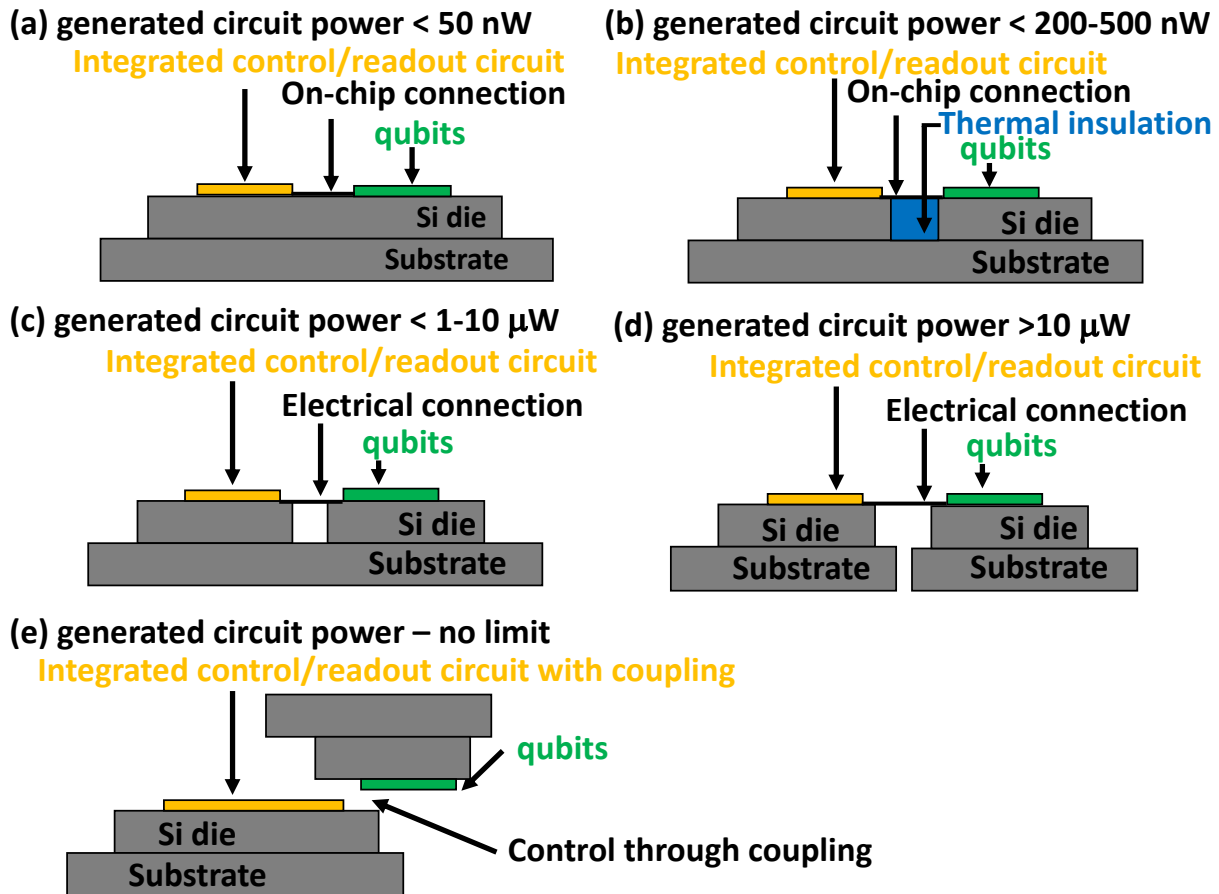 (a) generated circuit power < 50 nW
Integrated control/readout circuit
On-chip connection
qubits
Si die
Substrate
(b) generated circuit power < 200-500 nW
Integrated control/readout circuit
On-chip connection
Thermal insulation
qubits
Si die
Substrate
(c) generated circuit power < 1-10 μW
Integrated control/readout circuit
Electrical connection
qubits
Si die
Substrate
(d) generated circuit power >10 μW
Integrated control/readout circuit
Electrical connection
qubits
Si die
Si die
Substrate
Substrate
(e) generated circuit power – no limit
Integrated control/readout circuit with coupling
qubits
Si die
Control through coupling
Substrate